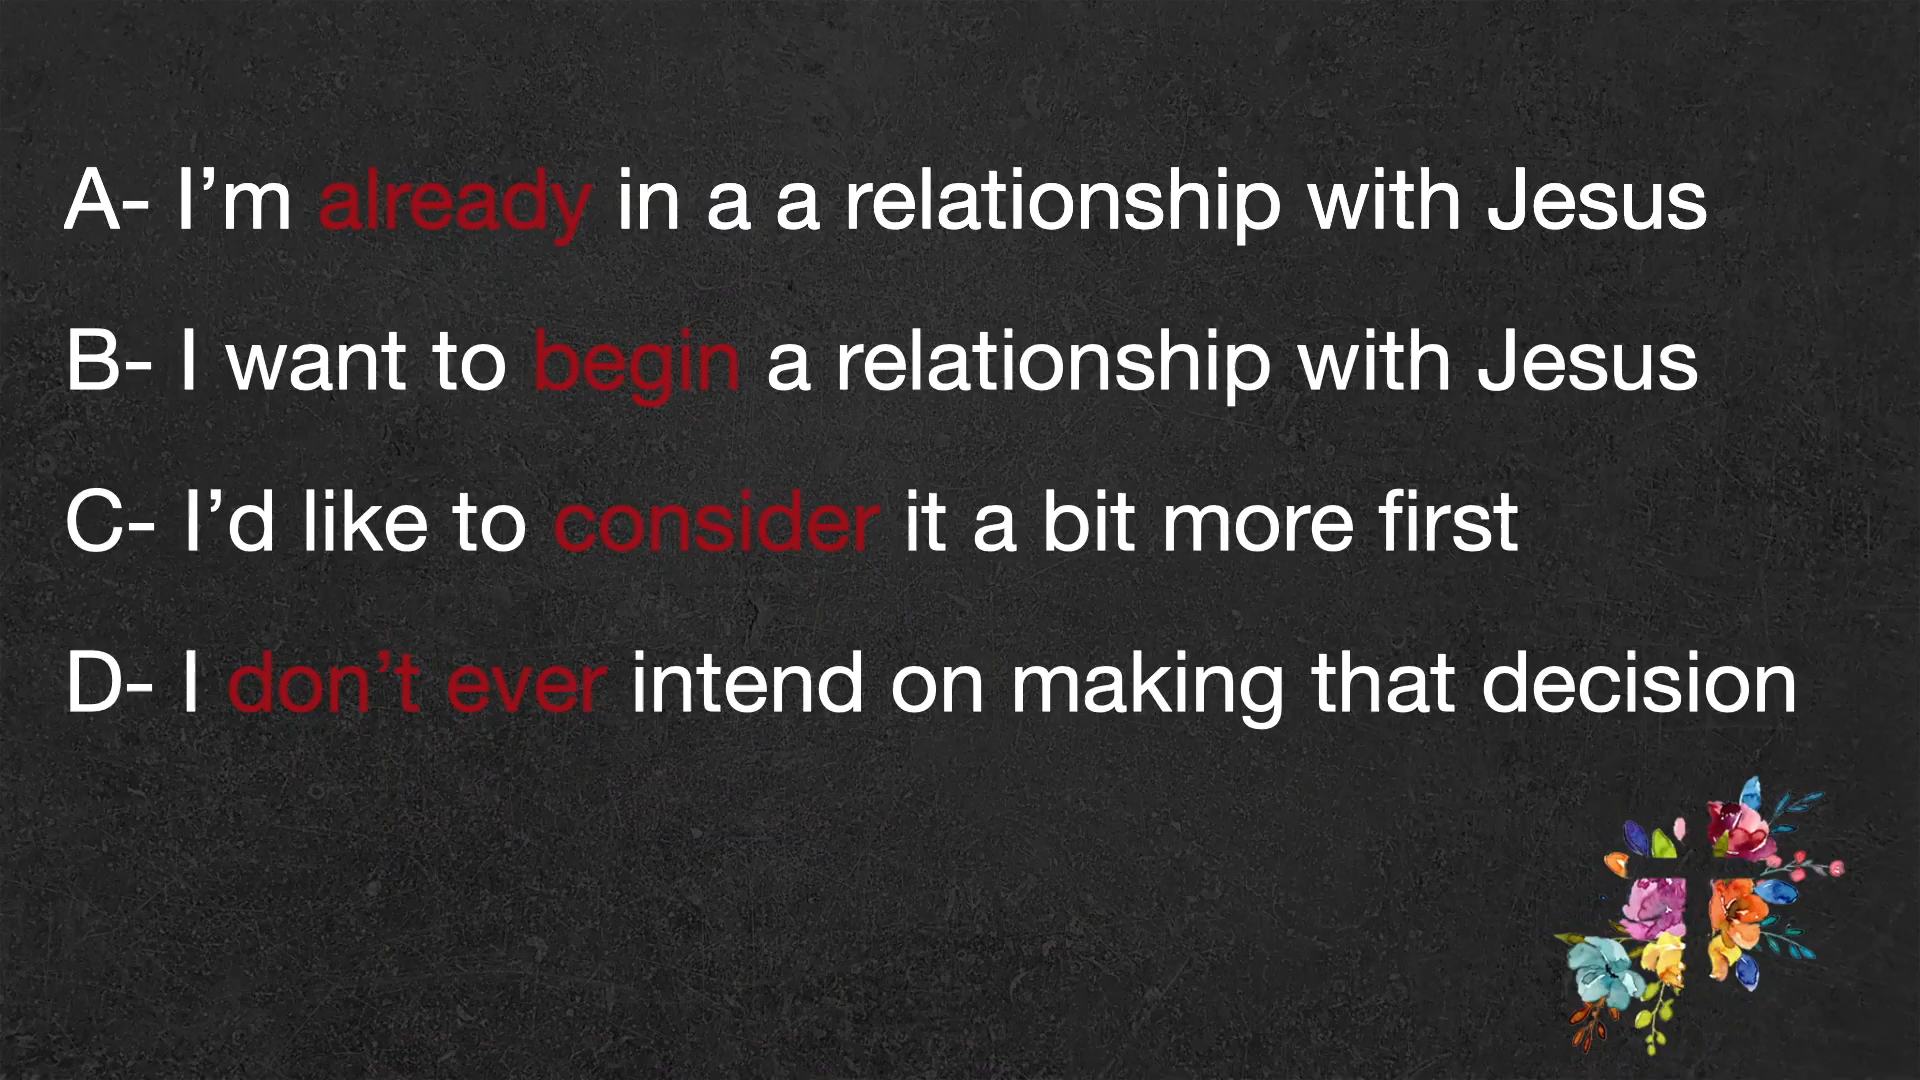 A- I’m already in a a relationship with Jesus
B- I want to begin a relationship with Jesus
C- I’d like to consider it a bit more first
D- I don’t ever intend on making that decision